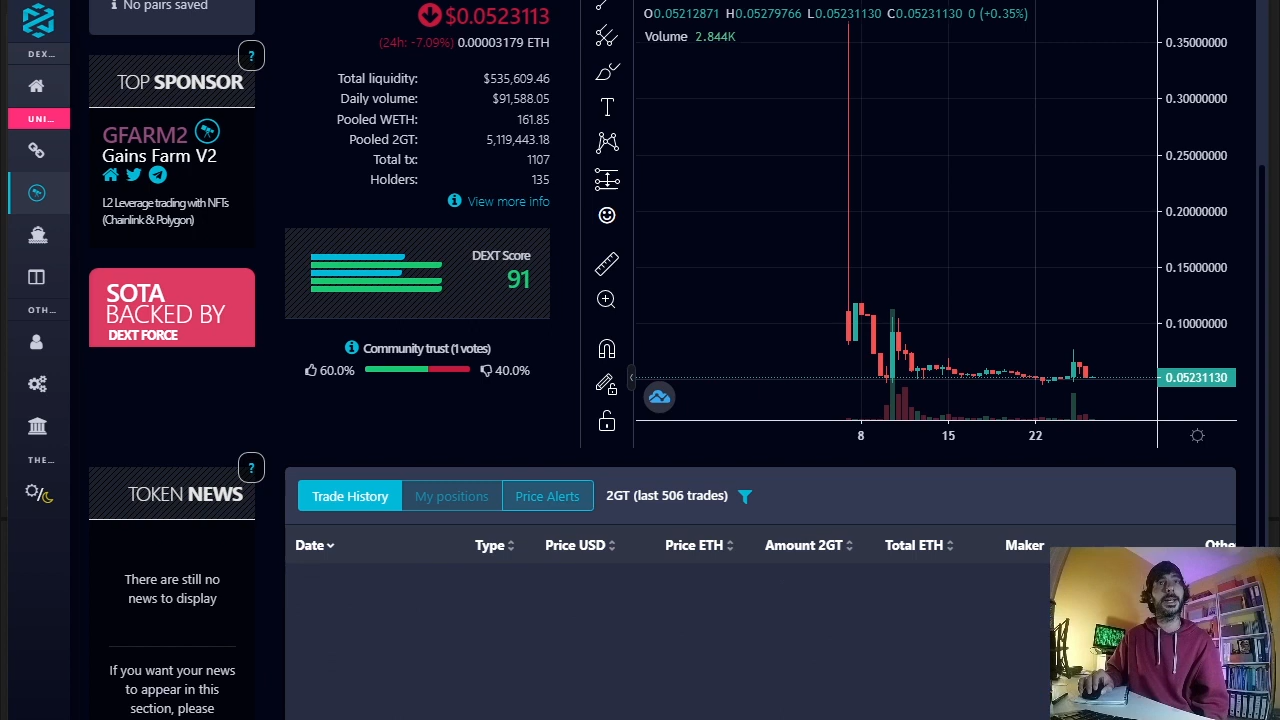 No pairs saved
DEX...
TOP SPONSOR
?
UNI...
GFARM2
Gains Farm V2
L2 Leverage trading with NFTs
(Chainlink & Polygon)
SOTA
BACKED BY
DEXT FORCE
OTH...
THE...
TOKEN NEWS
?
There are still no
news to display
If you want your news
to appear in this
section, please
$0.0523113
(24h: -7.09%) 0.00003179 ETH
Total liquidity: $535,609.46
Daily volume: $91,588.05
Pooled WETH: 161.85
Pooled 2GT: 5,119,443.18
Total tx: 1107
Holders: 135
View more info
DEXT Score
91
Community trust (1 votes)
60.0% 40.0%
O0.05212871 H0.05279766 L0.05231130 C0.05231130 0 (+0.35%)
Volume 2.844K
0.35000000
0.30000000
0.25000000
0.20000000
0.15000000
0.10000000
0.05231130
8 15 22
Trade History My positions Price Alerts 2GT (last 506 trades)
Date Type Price USD Price ETH Amount 2GT Total ETH Maker Othe